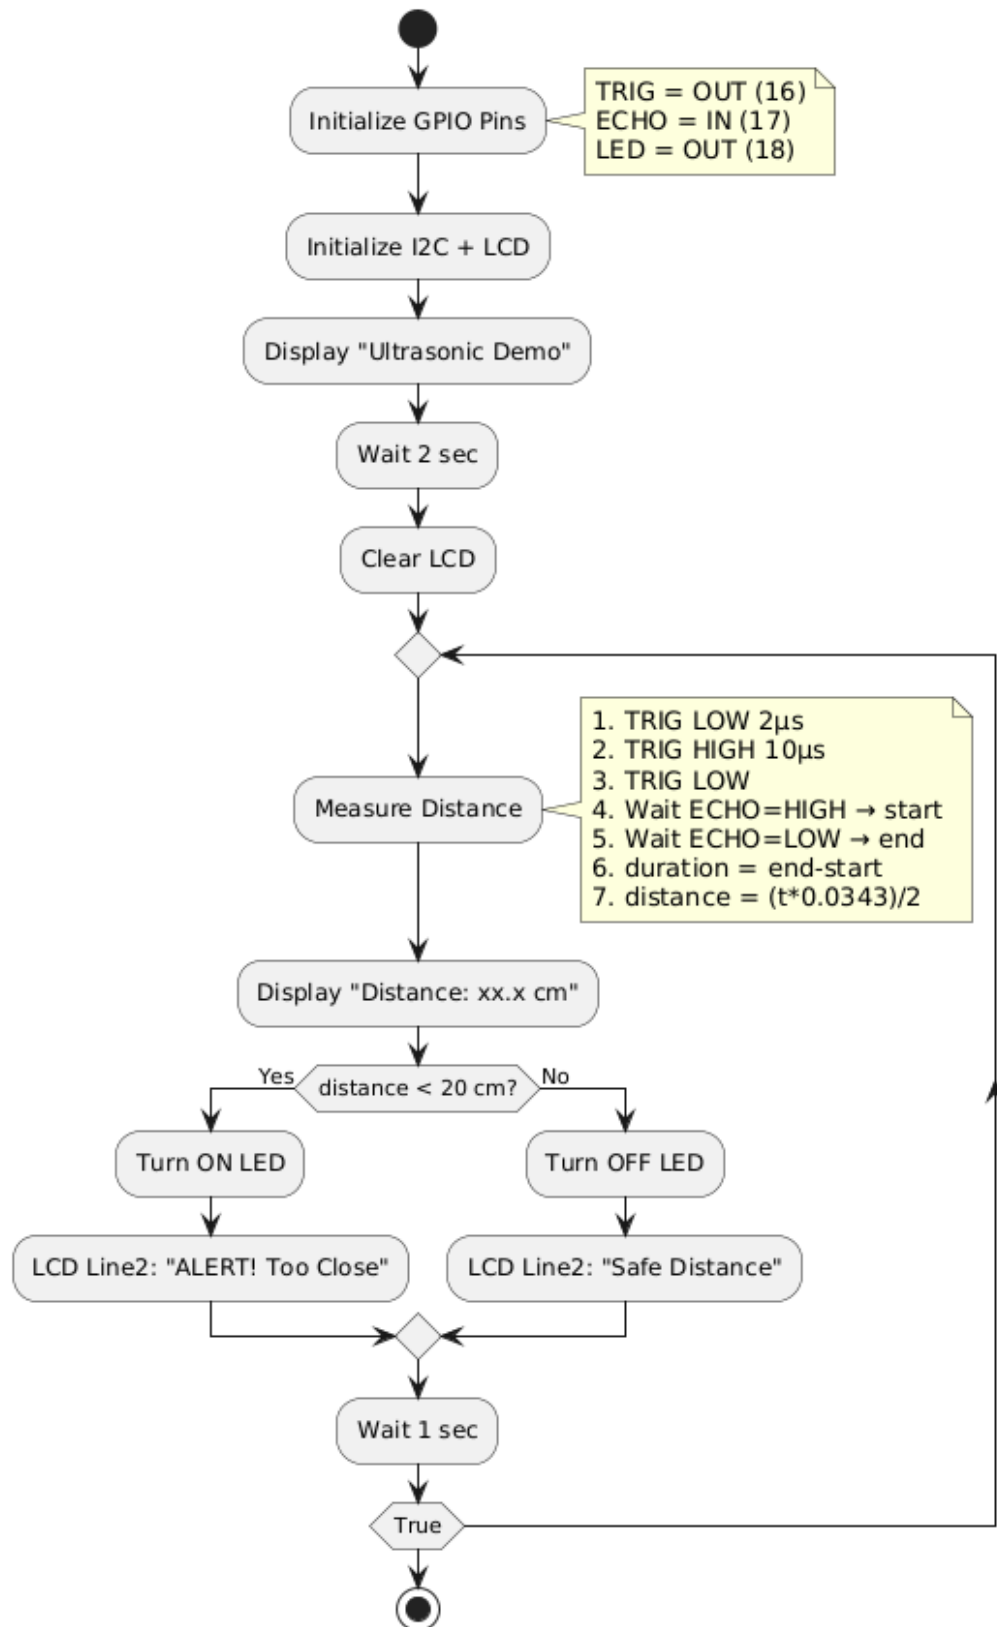 Initialize GPIO Pins
TRIG = OUT (16)
ECHO = IN (17)
LED = OUT (18)
Initialize I2C + LCD
Display "Ultrasonic Demo"
Wait 2 sec
Clear LCD
Measure Distance
1. TRIG LOW 2µs
2. TRIG HIGH 10µs
3. TRIG LOW
4. Wait ECHO=HIGH → start
5. Wait ECHO=LOW → end
6. duration = end-start
7. distance = (t*0.0343)/2
Display "Distance: xx.x cm"
distance < 20 cm?
Yes
Turn ON LED
LCD Line2: "ALERT! Too Close"
No
Turn OFF LED
LCD Line2: "Safe Distance"
Wait 1 sec
True